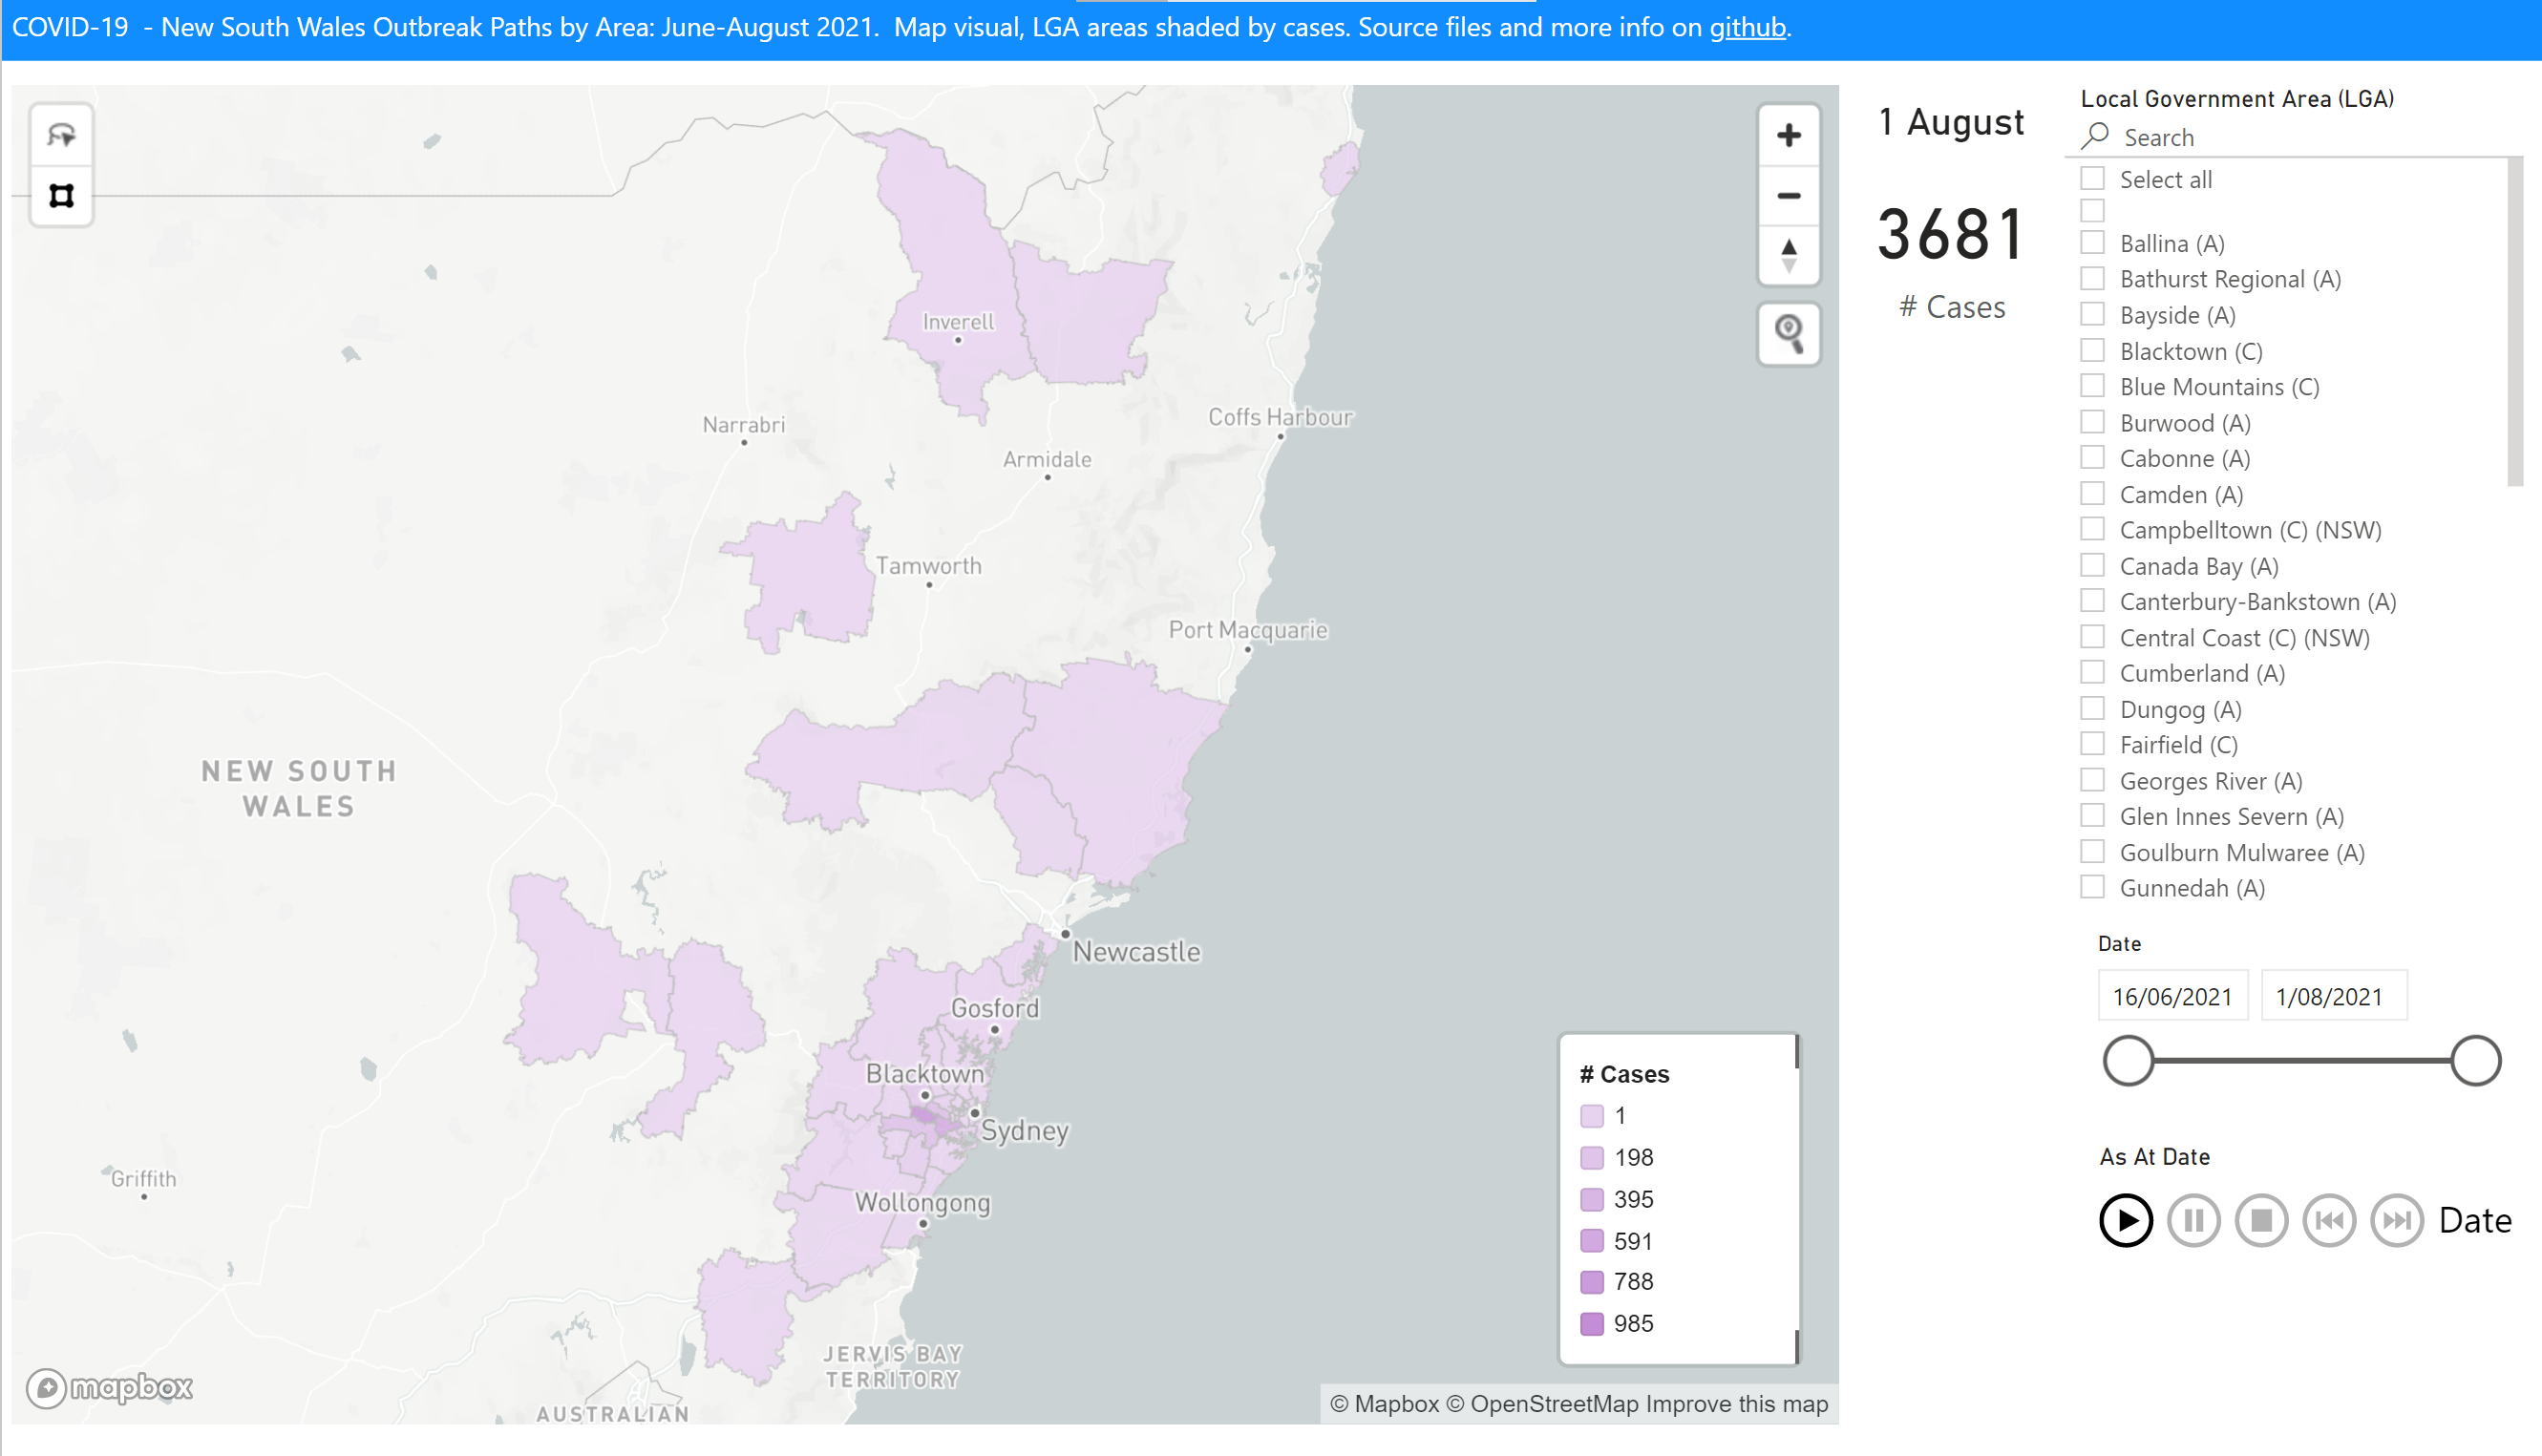 COVID-19 - New South Wales Outbreak Paths by Area: June-August 2021. Map visual, LGA areas shaded by cases. Source files and more info on github.
Inverell
Narrabri
Coffs Harbour
Armidale
Tamworth
Port Macquarie
NEW SOUTH
WALES
Newcastle
Gosford
Blacktown
Sydney
Griffith
Wollongong
JERVIS BAY
TERRITORY
AUSTRALIAN
mapbox
# Cases
1
198
395
591
788
985
© Mapbox © OpenStreetMap Improve this map
1 August
3681
# Cases
Local Government Area (LGA)
Search
Select all
Ballina (A)
Bathurst Regional (A)
Bayside (A)
Blacktown (C)
Blue Mountains (C)
Burwood (A)
Cabonne (A)
Camden (A)
Campbelltown (C) (NSW)
Canada Bay (A)
Canterbury-Bankstown (A)
Central Coast (C) (NSW)
Cumberland (A)
Dungog (A)
Fairfield (C)
Georges River (A)
Glen Innes Severn (A)
Goulburn Mulwaree (A)
Gunnedah (A)
Date
16/06/2021 1/08/2021
As At Date
Date